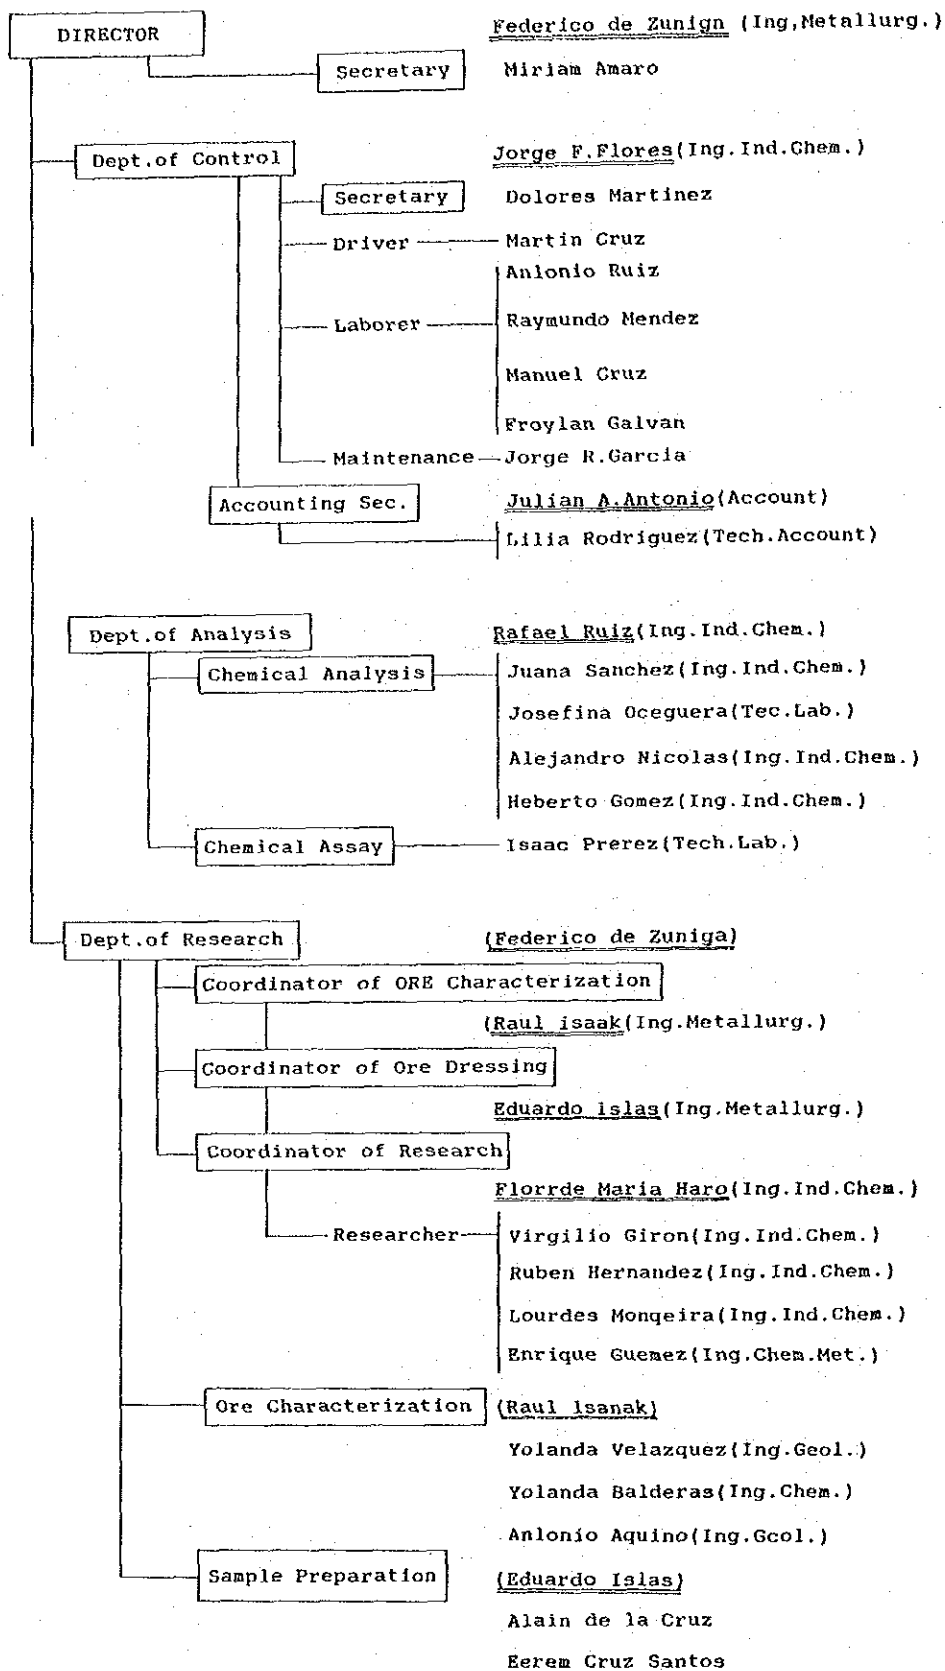 DIRECTOR Federico de Zunign (Ing,Metallurg.)
Secretary Miriam Amaro
Dept.of Control Jorge F.Flores(Ing.Ind.Chem.)
Secretary Dolores Martinez
Driver Martin Cruz
Anlonio Ruiz
Laborer Raymundo Mendez
Manuel Cruz
Froylan Galvan
Maintenance Jorge R.Garcia
Accounting Sec. Julian A.Antonio(Account)
Lilia Rodriguez(Tech.Account)
Dept.of Analysis Rafael Ruiz(Ing.Ind.Chem.)
Chemical Analysis Juana Sanchez(Ing.Ind.Chem.)
Josefina Oceguera(Tec.Lab.)
Alejandro Nicolas(Ing.Ind.Chem.)
Heberto Gomez(Ing.Ind.Chem.)
Chemical Assay Isaac Prerez(Tech.Lab.)
Dept.of Research (Federico de Zuniga)
Coordinator of ORE Characterization
(Raul isaak(Ing.Metallurg.)
Coordinator of Ore Dressing
Eduardo islas(Ing.Metallurg.)
Coordinator of Research
Florrde Maria Haro(Ing.Ind.Chem.)
Researcher Virgilio Giron(Ing.Ind.Chem.)
Ruben Hernandez(Ing.Ind.Chem.)
Lourdes Monqeira(Ing.Ind.Chem.)
Enrique Guemez(Ing.Chem.Met.)
Ore Characterization (Raul Isanak)
Yolanda Velazquez(Ing.Geol.)
Yolanda Balderas(Ing.Chem.)
Anlonio Aquino(Ing.Gcol.)
Sample Preparation (Eduardo Islas)
Alain de la Cruz
Eerem Cruz Santos